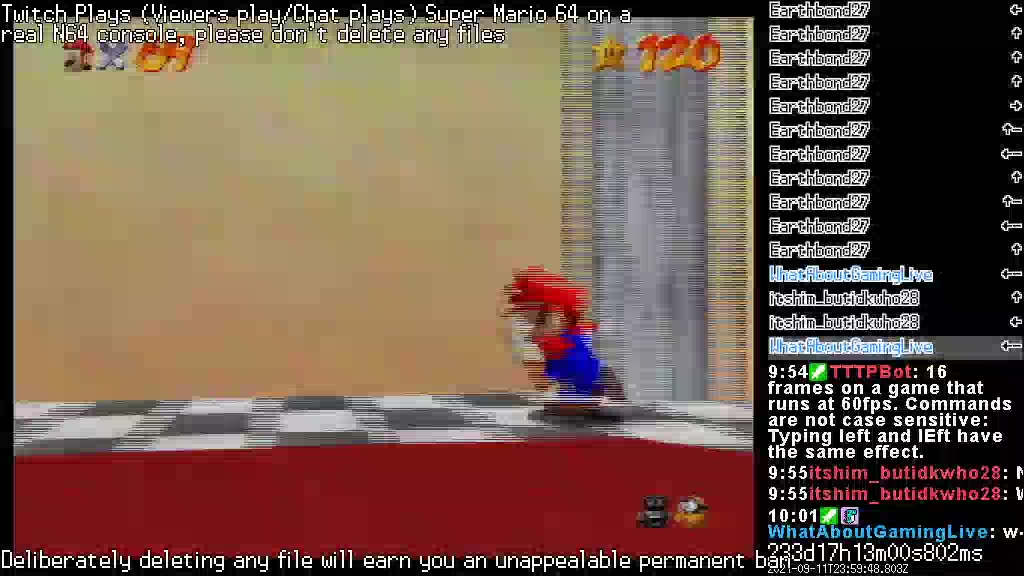 Twitch Plays (Viewers play/Chat plays) Super Mario 64 on a
real N64 console, please don't delete any files
120
Earthbond27
Earthbond27
Earthbond27
Earthbond27
Earthbond27
Earthbond27
Earthbond27
Earthbond27
Earthbond27
Earthbond27
Earthbond27
WhatAboutGamingLive
itshim_butidkwho28
itshim_butidkwho28
WhatAboutGamingLive
9:54 TTTPBot: 16
frames on a game that
runs at 60fps. Commands
are not case sensitive:
Typing left and lEft have
the same effect.
9:55 itshim_butidkwho28: N
9:55 itshim_butidkwho28: W
10:01
WhatAboutGamingLive: w-
Deliberately deleting any file will earn you an unappealable permanent ban
233d17h13m00s802ms
2021-09-11T23:59:48.803Z